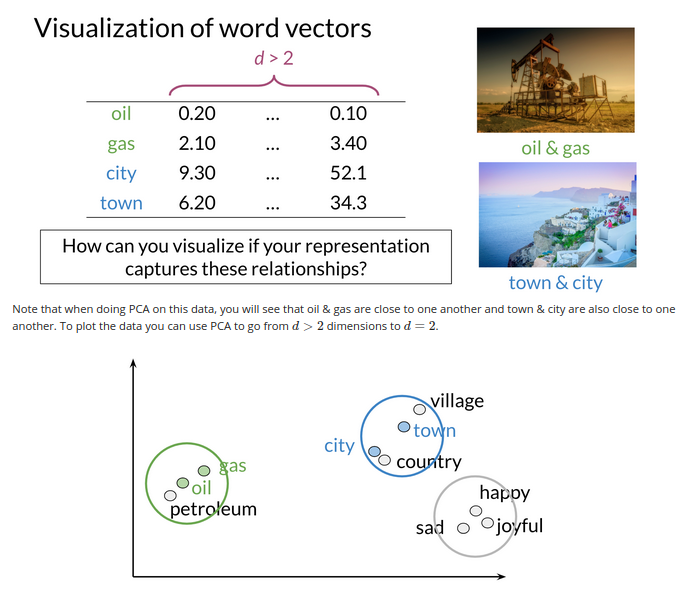 Visualization of word vectors
d > 2
oil 0.20 ... 0.10
gas 2.10 ... 3.40
city 9.30 ... 52.1
town 6.20 ... 34.3
oil & gas
town & city
How can you visualize if your representation
captures these relationships?
Note that when doing PCA on this data, you will see that oil & gas are close to one another and town & city are also close to one
another. To plot the data you can use PCA to go from d > 2 dimensions to d = 2.
village
town
city
country
gas
oil
petroleum
happy
sad
joyful